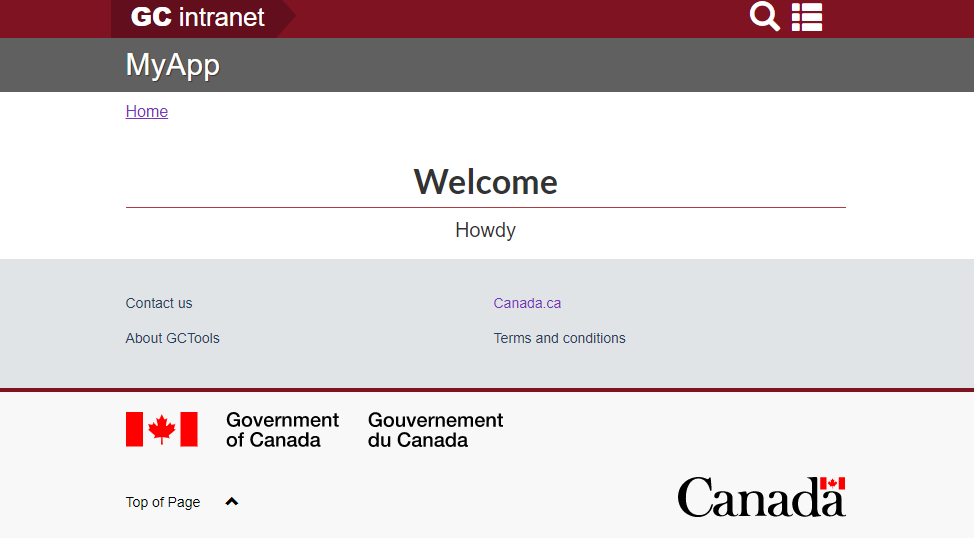 GC intranet
MyApp
Home
Welcome
Howdy
Contact us
Canada.ca
About GCTools
Terms and conditions
Government
of Canada
Gouvernement
du Canada
Top of Page
Canada